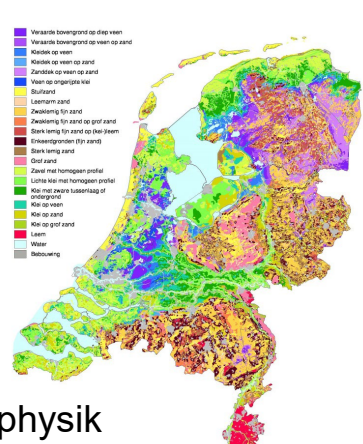 Veraarde bovengrond op diep veen
Veraarde bovengrond op veen op zand
Kleidek op veen
Kleidek op veen op zand
Zanddek op veen op zand
Veen op ongerijpte klei
Stuifzand
Leemarm zand
Zwaklemig fijn zand
Zwaklemig fijn zand op grof zand
Sterk lemig fijn zand op (kei-)leem
Enkeerdgronden (fijn zand)
Sterk lemig zand
Grof zand
Zavel met homogeen profiel
Lichte klei met homogeen profiel
Klei met zware tussenlaag of
ondergrond
Klei op veen
Klei op zand
Klei op grof zand
Leem
Water
Bebouwing
physik